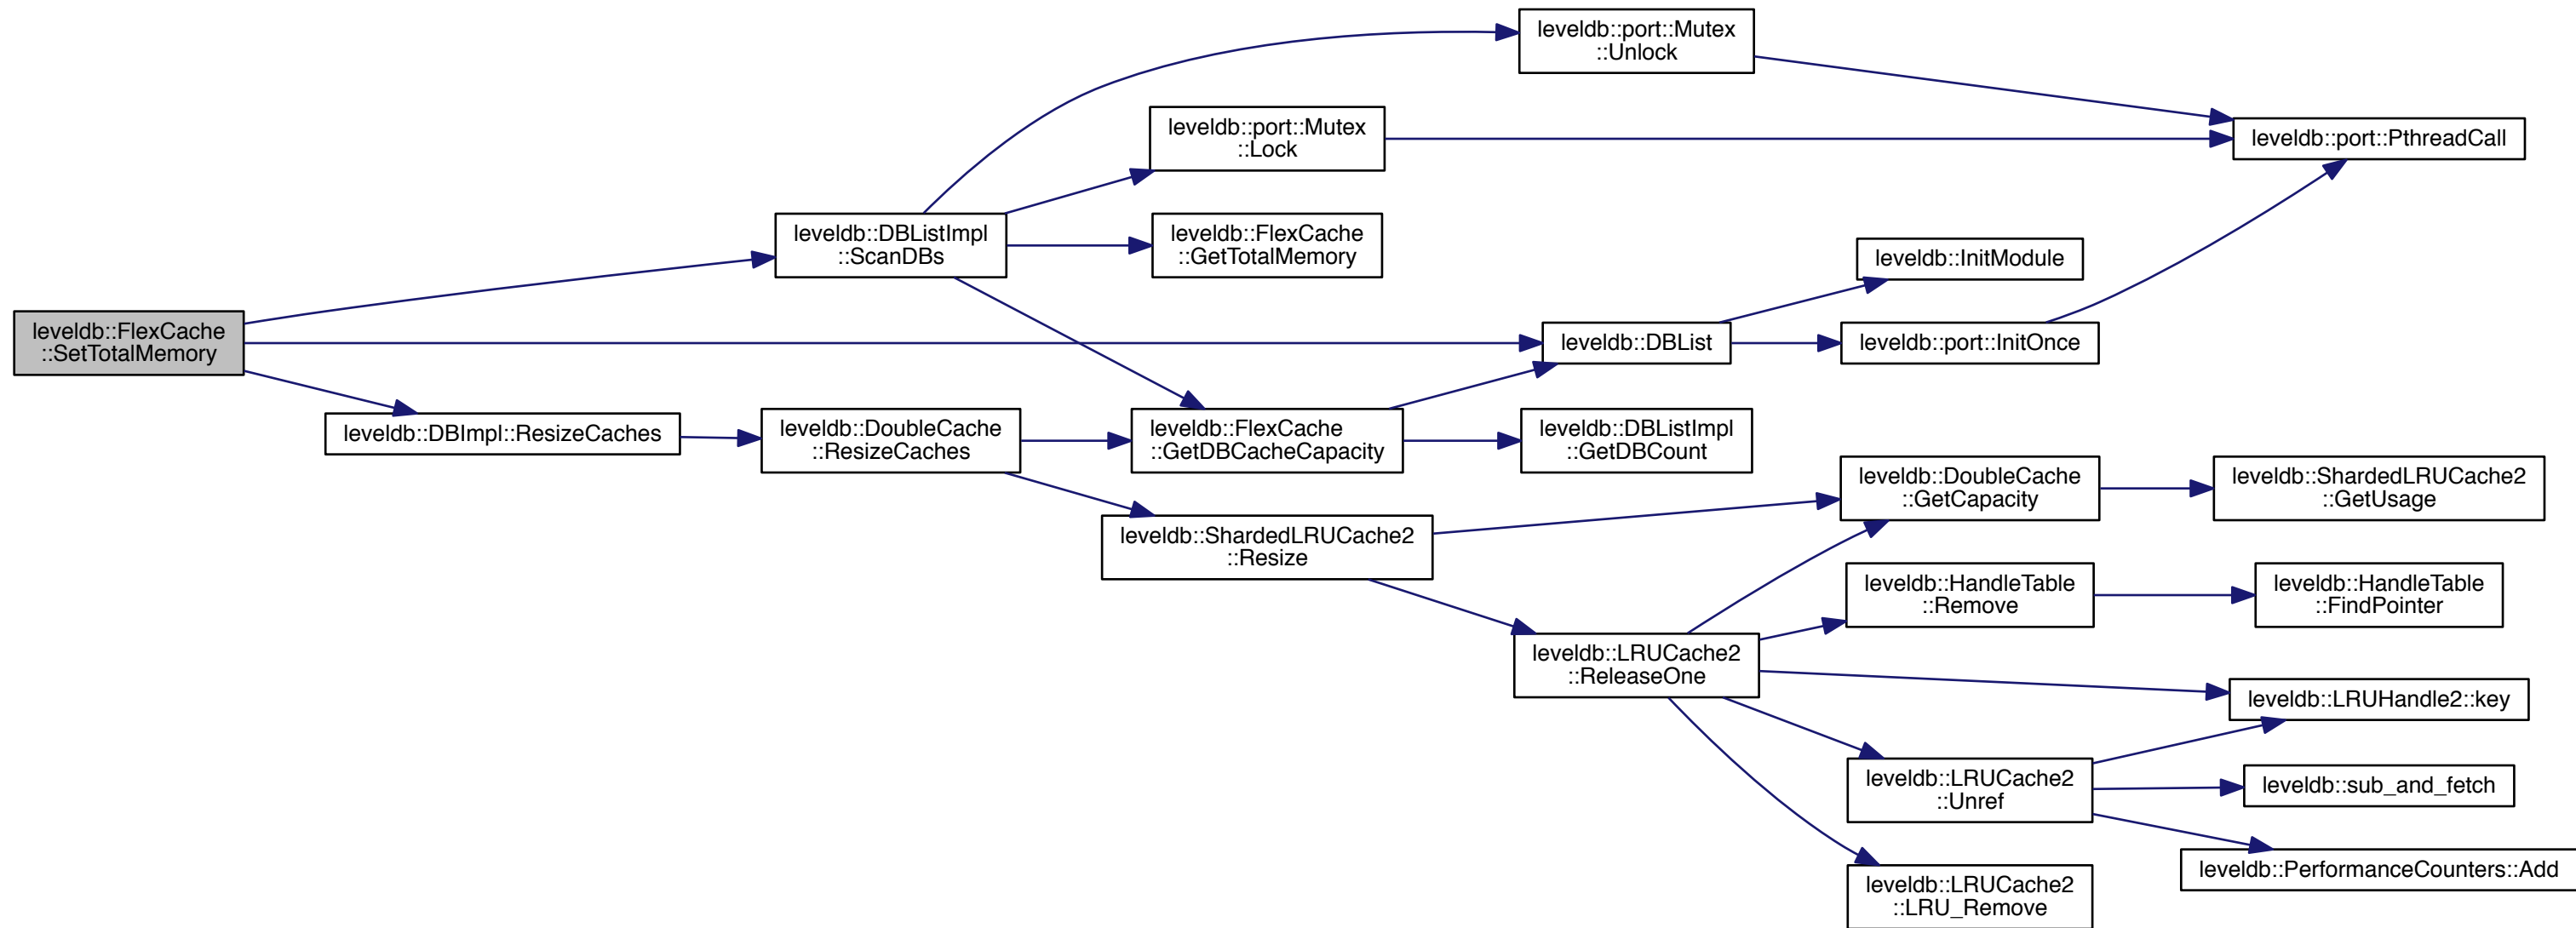 leveldb::FlexCache
::SetTotalMemory
leveldb::DBListImpl
::ScanDBs
leveldb::DBImpl::ResizeCaches
leveldb::DoubleCache
::ResizeCaches
leveldb::port::Mutex
::Unlock
leveldb::port::Mutex
::Lock
leveldb::FlexCache
::GetTotalMemory
leveldb::FlexCache
::GetDBCacheCapacity
leveldb::ShardedLRUCache2
::Resize
leveldb::DBList
leveldb::DBListImpl
::GetDBCount
leveldb::LRUCache2
::ReleaseOne
leveldb::InitModule
leveldb::port::InitOnce
leveldb::DoubleCache
::GetCapacity
leveldb::HandleTable
::Remove
leveldb::LRUCache2
::Unref
leveldb::LRUCache2
::LRU_Remove
leveldb::port::PthreadCall
leveldb::ShardedLRUCache2
::GetUsage
leveldb::HandleTable
::FindPointer
leveldb::LRUHandle2::key
leveldb::sub_and_fetch
leveldb::PerformanceCounters::Add